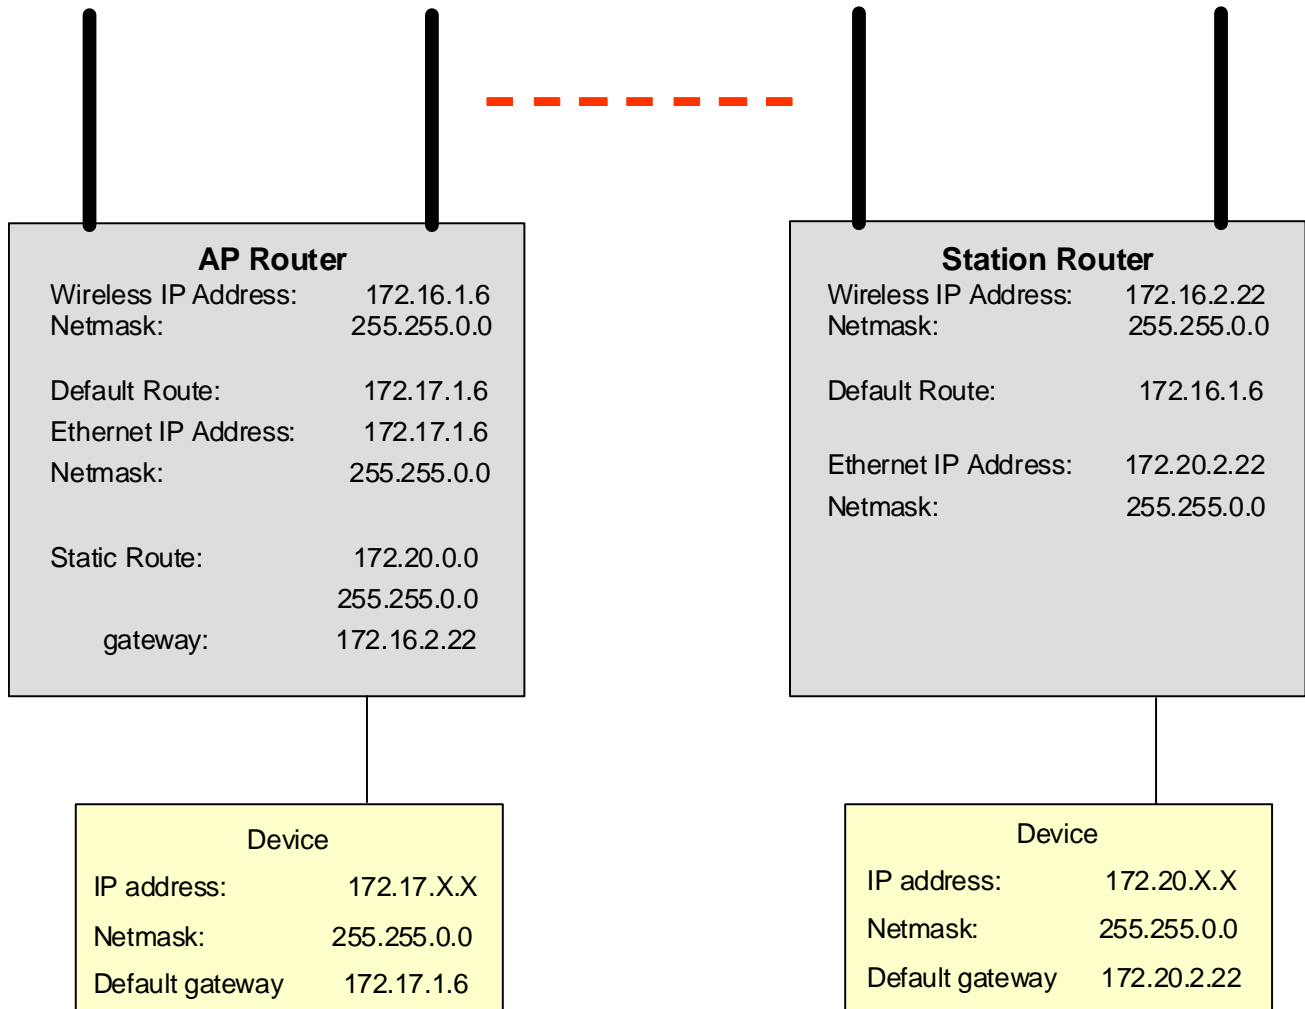 AP Router
Wireless IP Address: 172.16.1.6
Netmask: 255.255.0.0
Default Route: 172.17.1.6
Ethernet IP Address: 172.17.1.6
Netmask: 255.255.0.0
Static Route: 172.20.0.0
255.255.0.0
gateway: 172.16.2.22
Station Router
Wireless IP Address: 172.16.2.22
Netmask: 255.255.0.0
Default Route: 172.16.1.6
Ethernet IP Address: 172.20.2.22
Netmask: 255.255.0.0
Device
IP address: 172.17.X.X
Netmask: 255.255.0.0
Default gateway 172.17.1.6
Device
IP address: 172.20.X.X
Netmask: 255.255.0.0
Default gateway 172.20.2.22